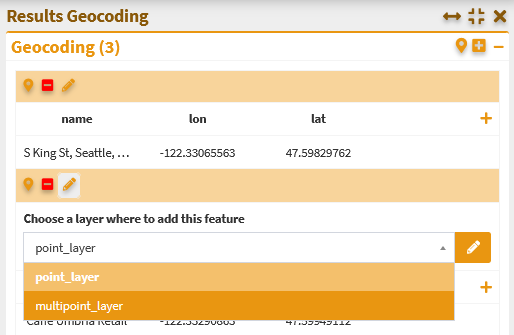 Results Geocoding
Geocoding (3)
name lon lat
S King St, Seattle, ... -122.33065563 47.59829762
Choose a layer where to add this feature
point_layer
point_layer
multipoint_layer
Caffe Umbria Retail -122.33290863 47.59949112